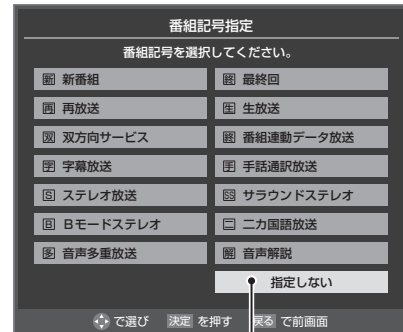 番組記号指定
番組記号を選択してください。
新 新番組
終 最終回
再 再放送
生 生放送
双 双方向サービス
番組連動データ放送
字 字幕放送
手 手話通訳放送
S ステレオ放送
SS サラウンドステレオ
B Bモードステレオ
二 二カ国語放送
多 音声多重放送
解 音声解説
指定しない
で選び 決定 を押す 戻る で前画面